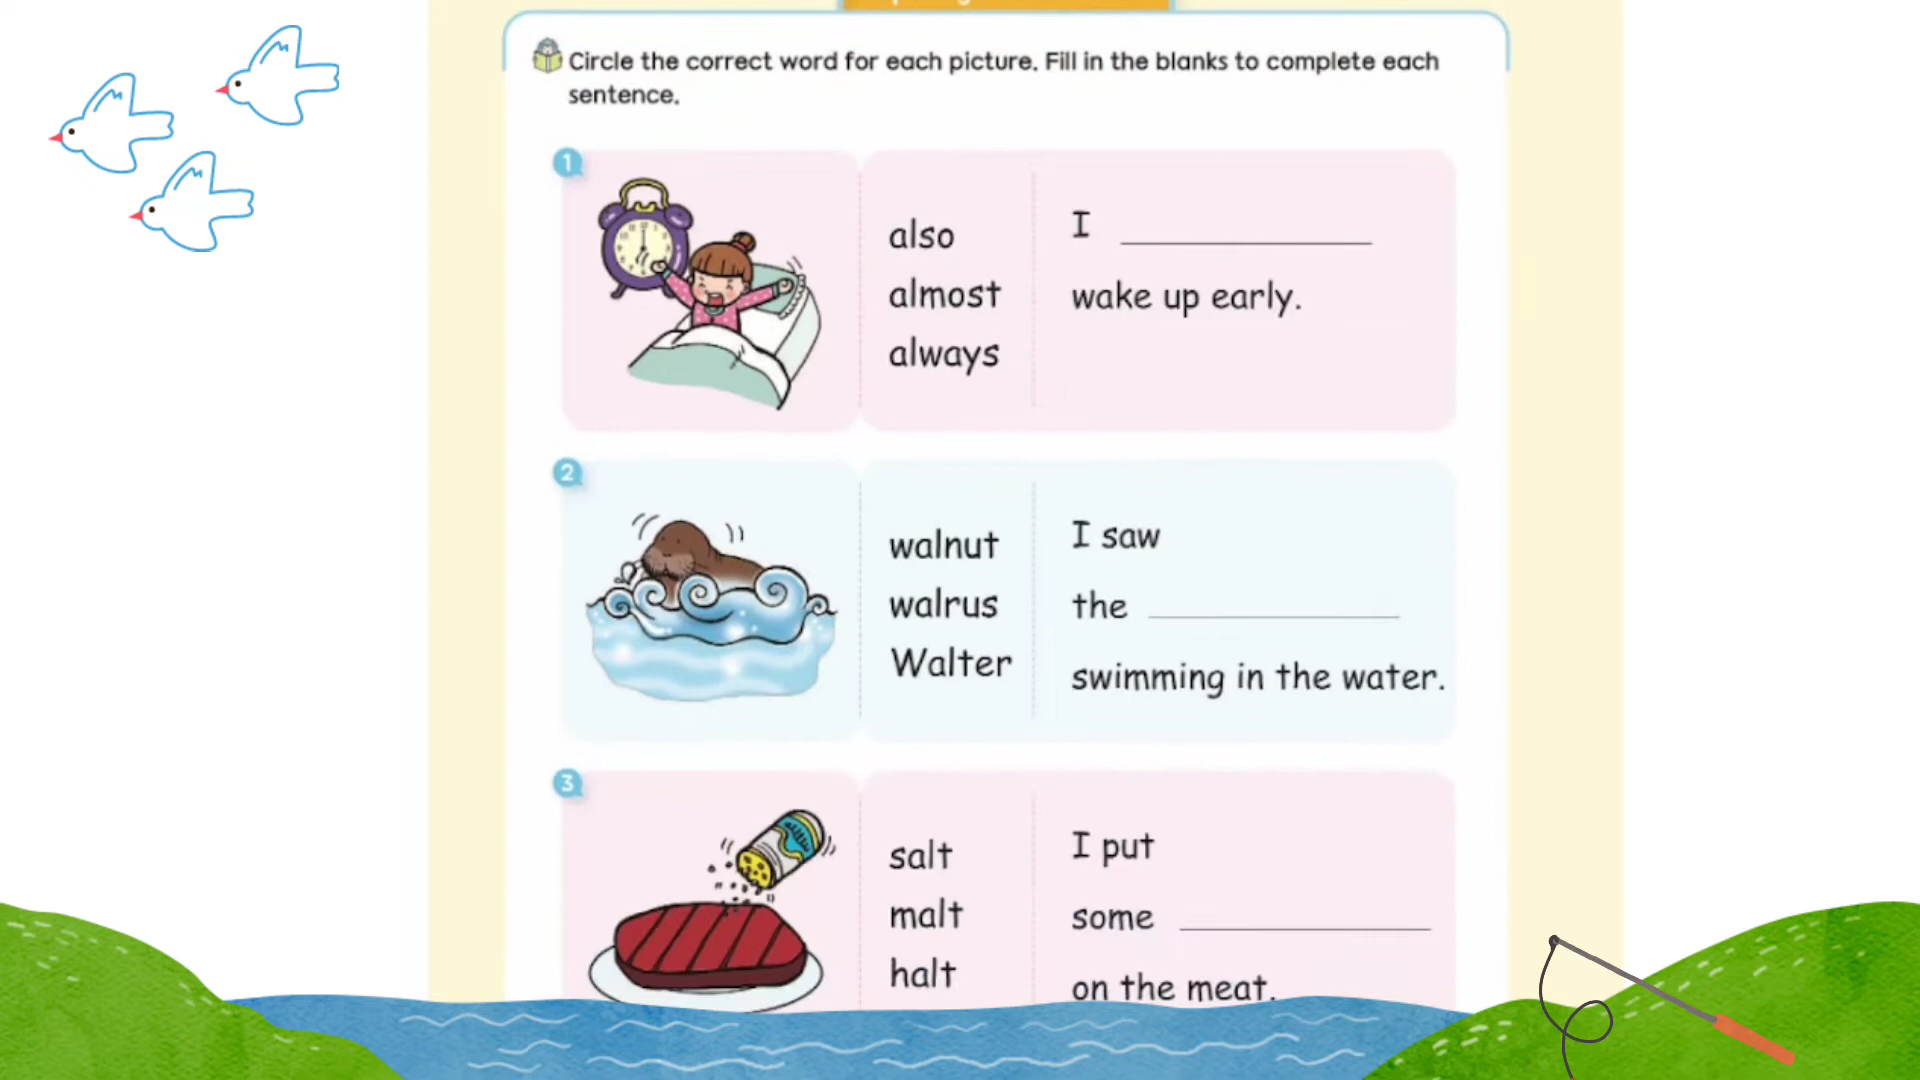 Circle the correct word for each picture. Fill in the blanks to complete each
sentence.
1
also
almost
always
I
wake up early.
2
walnut
walrus
Walter
I saw
the
swimming in the water.
3
salt
malt
halt
I put
some
on the meat.